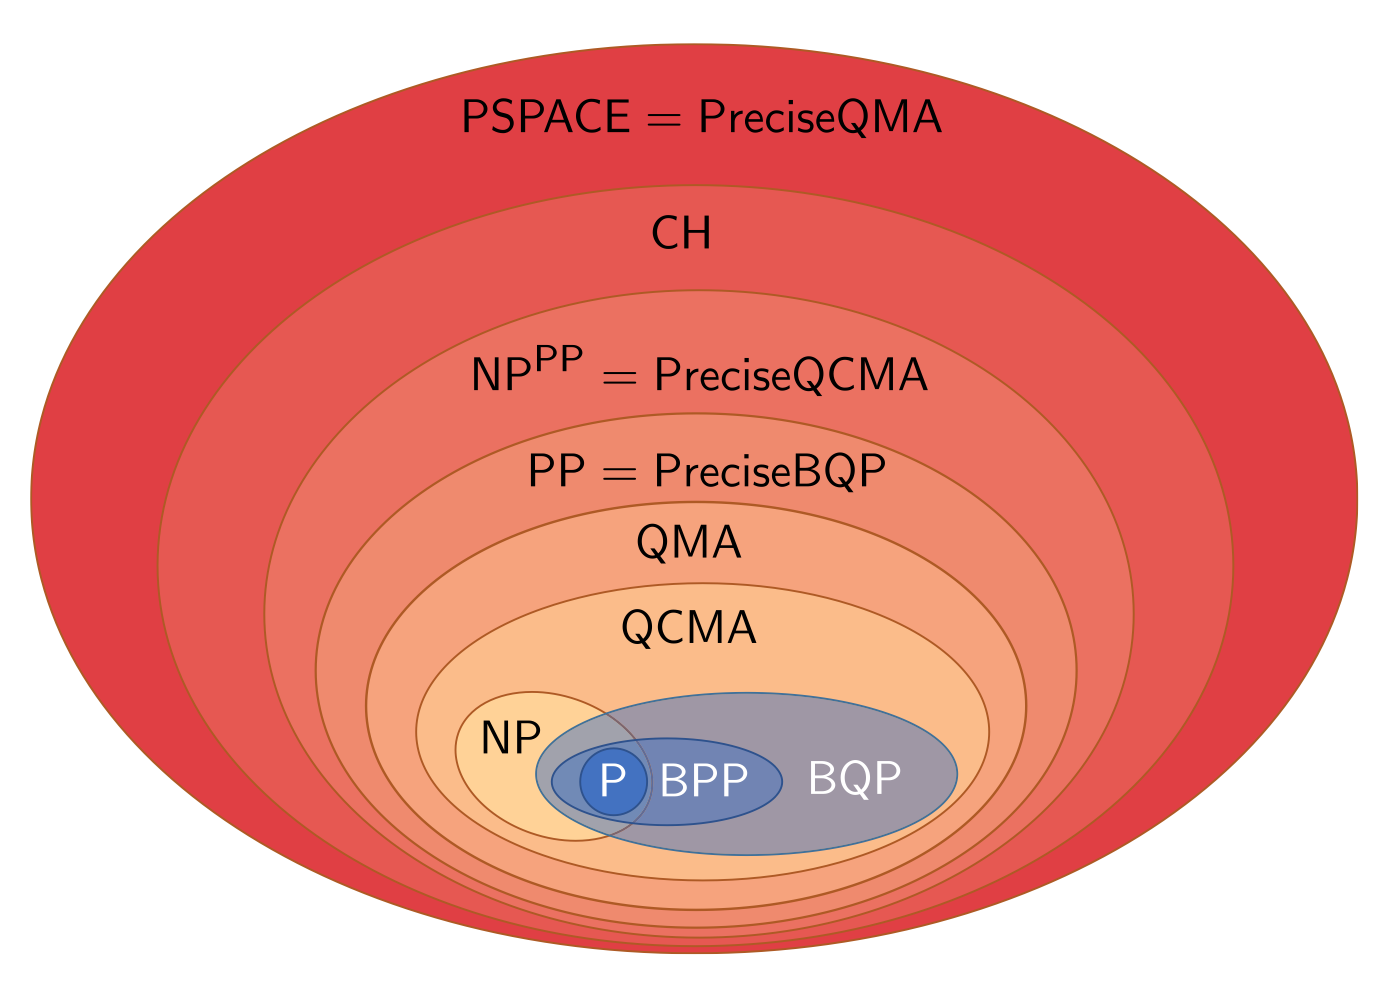 PSPACE = PreciseQMA
CH
NP^PP = PreciseQCMA
PP = PreciseBQP
QMA
QCMA
NP
P BPP BQP